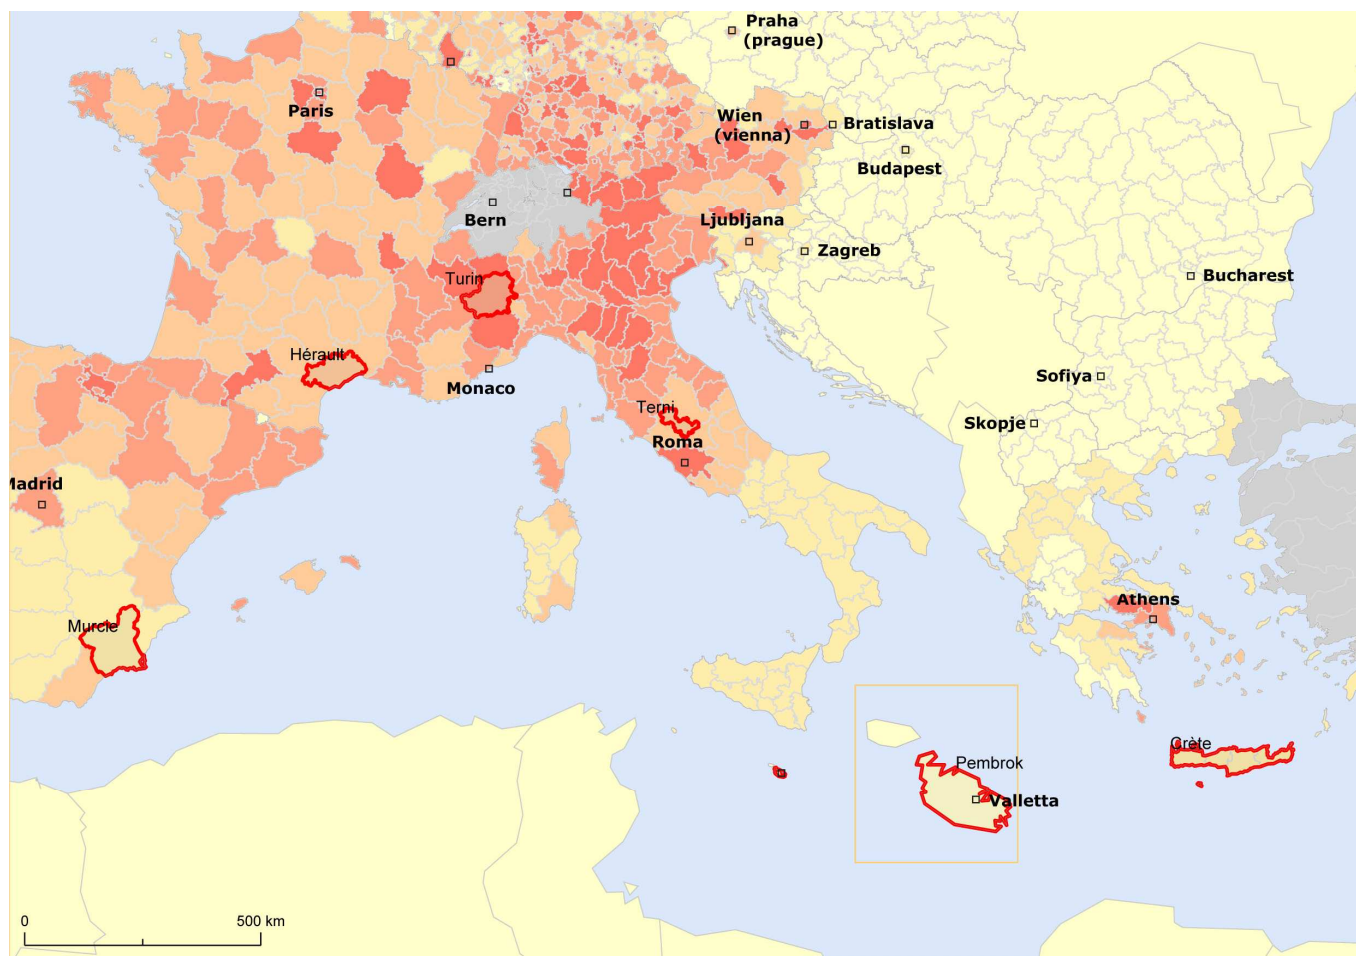 Praha
(prague)
Paris
Wien
(vienna)
Bratislava
Budapest
Bern
Ljubljana
Zagreb
Bucharest
Turin
Hérault
Monaco
Sofiya
Terni
Skopje
Roma
Madrid
Athens
Murcie
Crète
Pembrok
Valletta
0
500 km